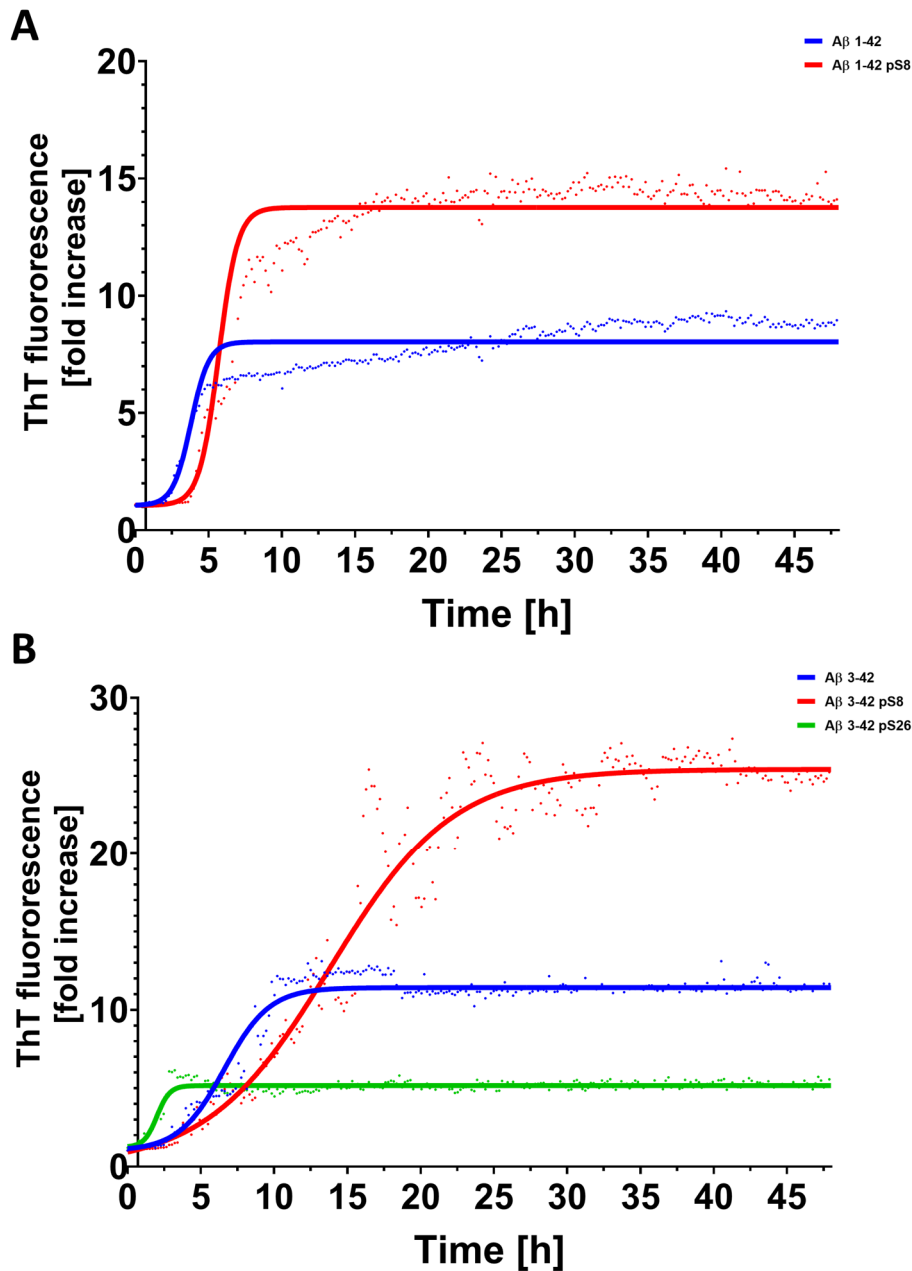 A
Aβ 1-42
Aβ 1-42 pS8
20
15
10
5
0
ThT fluororescence
[fold increase]
0 5 10 15 20 25 30 35 40 45
Time [h]
B
Aβ 3-42
Aβ 3-42 pS8
Aβ 3-42 pS26
30
20
10
0
ThT fluororescence
[fold increase]
0 5 10 15 20 25 30 35 40 45
Time [h]